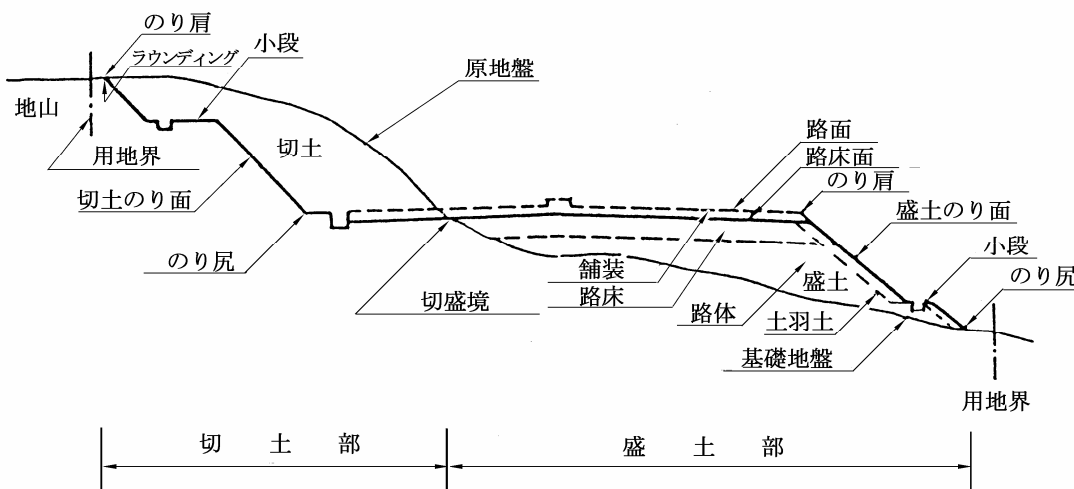 のり肩
ラウンディング
小段
原地盤
地山
用地界
切土
切土のり面
のり尻
切盛境
路面
路床面
のり肩
盛土のり面
小段
のり尻
舗装
路床
路体
盛土
土羽土
基礎地盤
用地界
切土部
盛土部